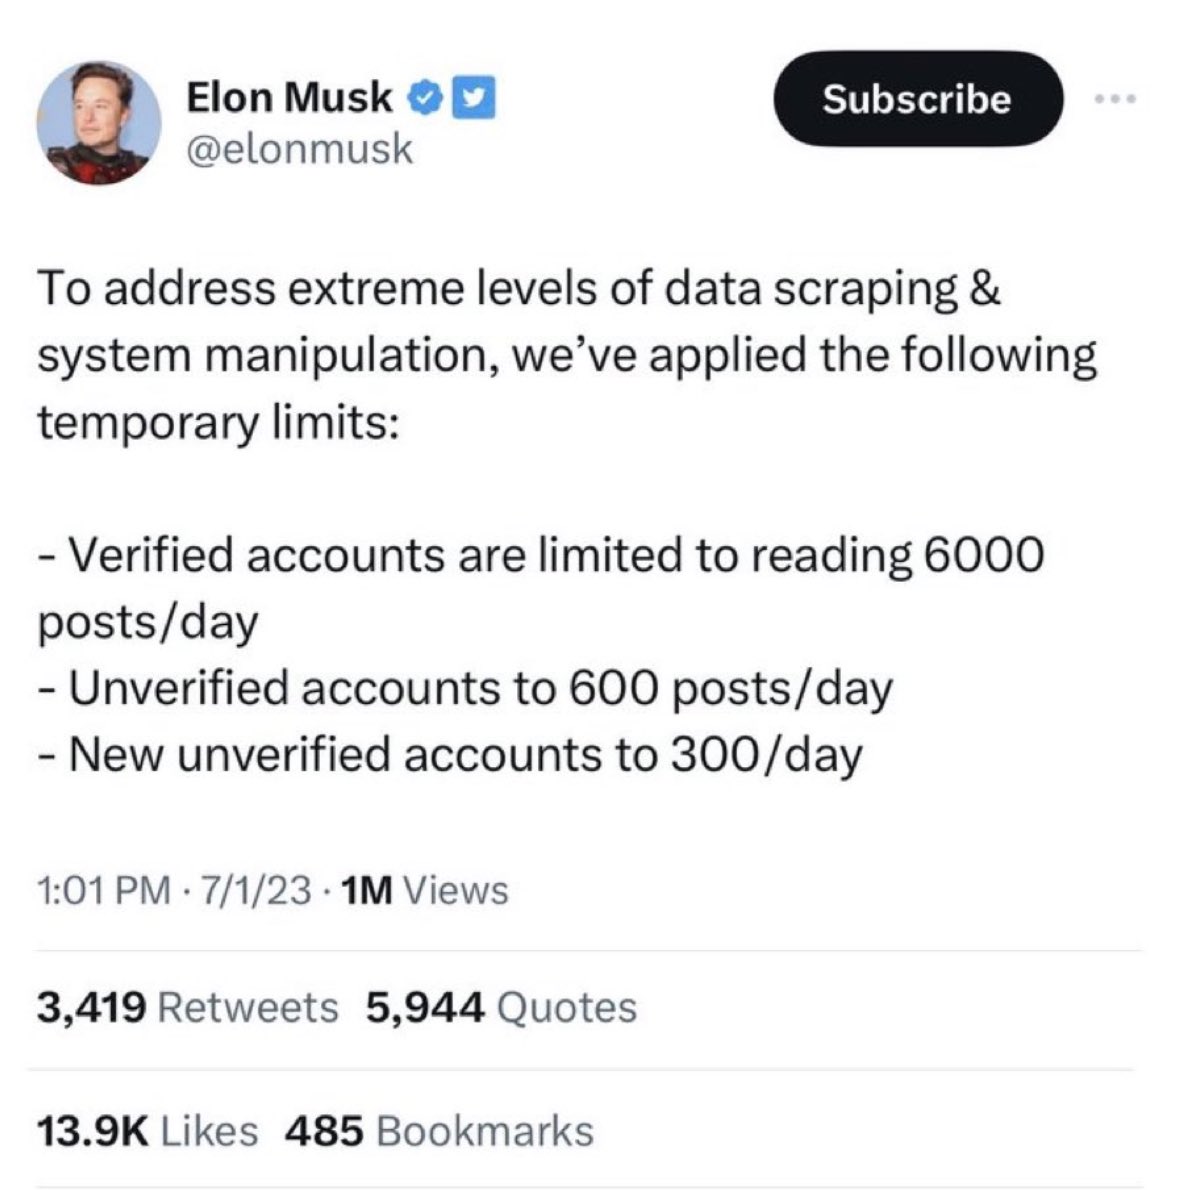 Elon Musk
Subscribe
@elonmusk
To address extreme levels of data scraping &
system manipulation, we’ve applied the following
temporary limits:
- Verified accounts are limited to reading 6000
posts/day
- Unverified accounts to 600 posts/day
- New unverified accounts to 300/day
1:01 PM · 7/1/23 · 1M Views
3,419 Retweets 5,944 Quotes
13.9K Likes 485 Bookmarks